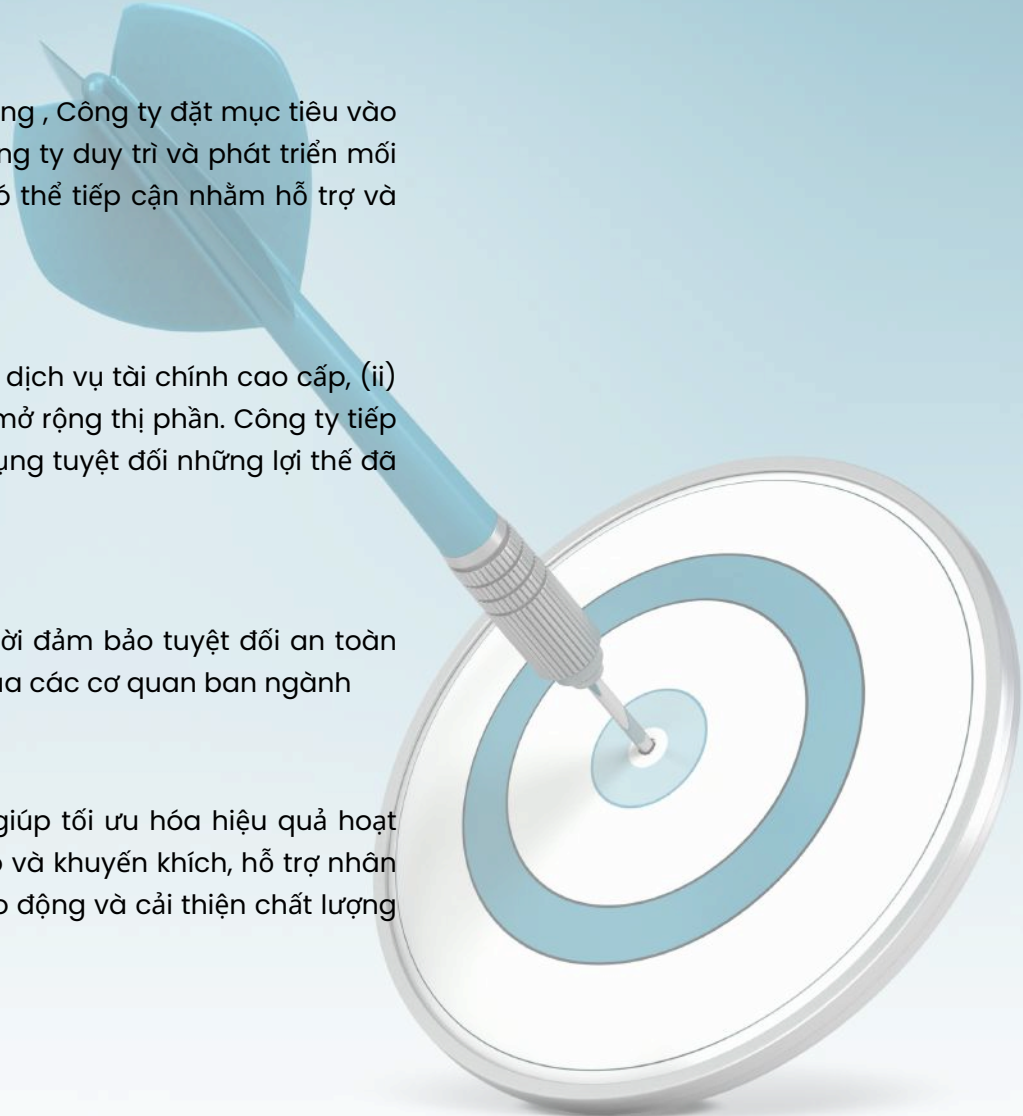 ng , Công ty đặt mục tiêu vào
ng ty duy trì và phát triển mối
ó thể tiếp cận nhằm hỗ trợ và
dịch vụ tài chính cao cấp, (ii)
mở rộng thị phần. Công ty tiếp
ụng tuyệt đối những lợi thế đã
ời đảm bảo tuyệt đối an toàn
ủa các cơ quan ban ngành
giúp tối ưu hóa hiệu quả hoạt
o và khuyến khích, hỗ trợ nhân
o động và cải thiện chất lượng